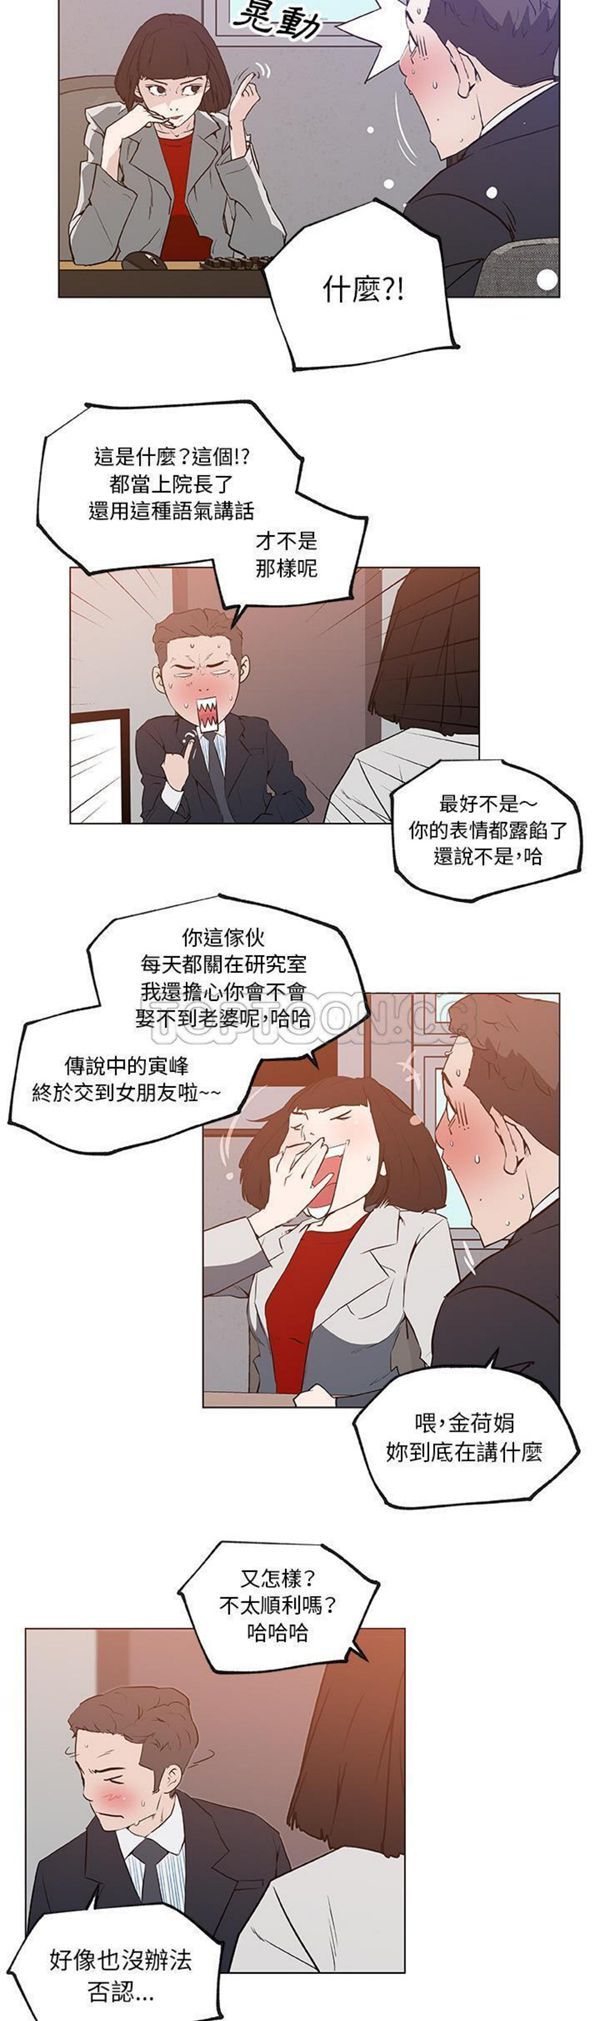 晃動
什麼?!
這是什麼?這個!?
都當上院長了
還用這種語氣講話
才不是
那樣呢
最好不是～
你的表情都露餡了
還說不是,哈
你這傢伙
每天都關在研究室
我還擔心你會不會
娶不到老婆呢,哈哈
TOPTOON.CO
傳說中的寅峰
終於交到女朋友啦~~
喂,金荷娟
妳到底在講什麼
又怎樣?
不太順利嗎?
哈哈哈
好像也沒辦法
否認...